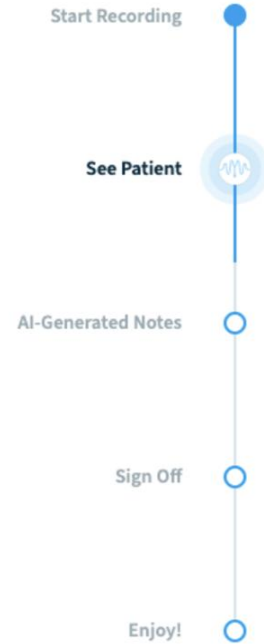 Start Recording
See Patient
AI-Generated Notes
Sign Off
Enjoy!